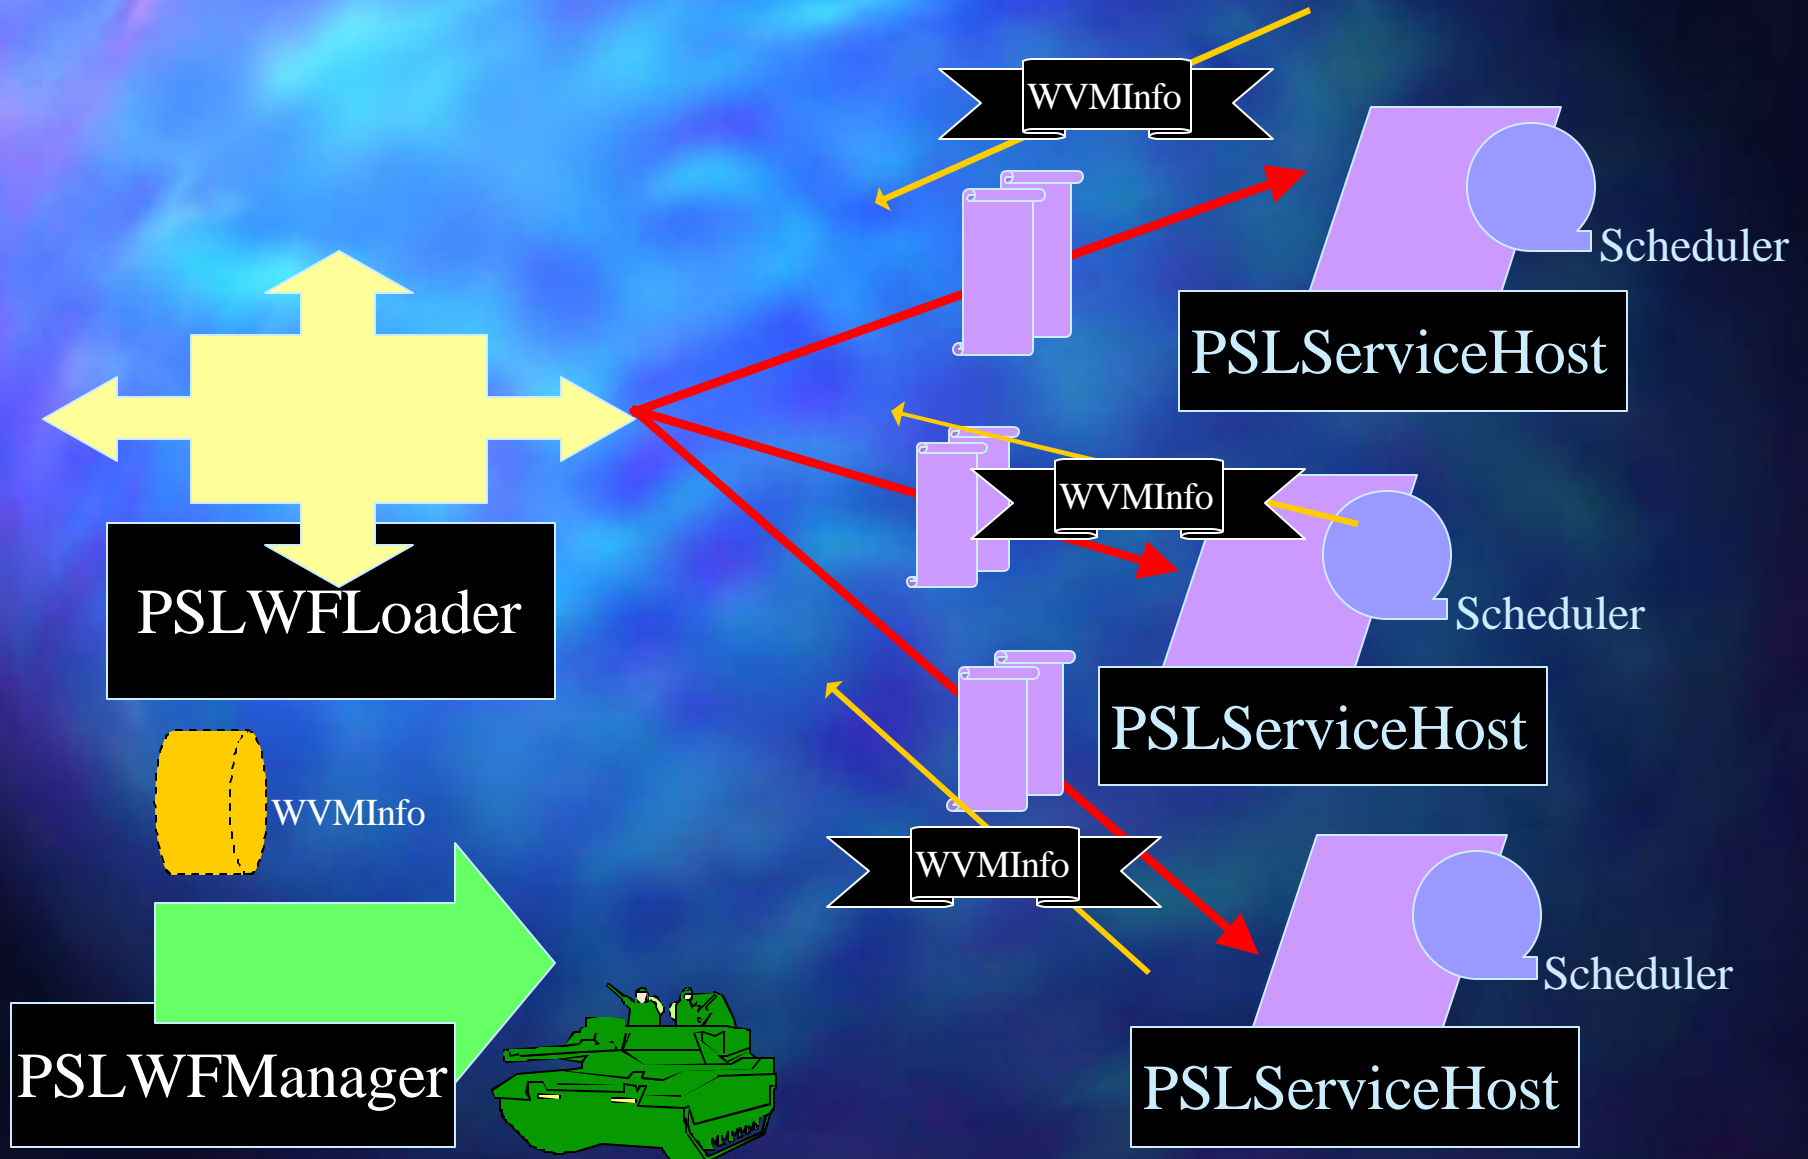 WVMInfo
Scheduler
PSLServiceHost
WVMInfo
Scheduler
PSLWFLoader
PSLServiceHost
WVMInfo
WVMInfo
Scheduler
PSLWFManager
PSLServiceHost